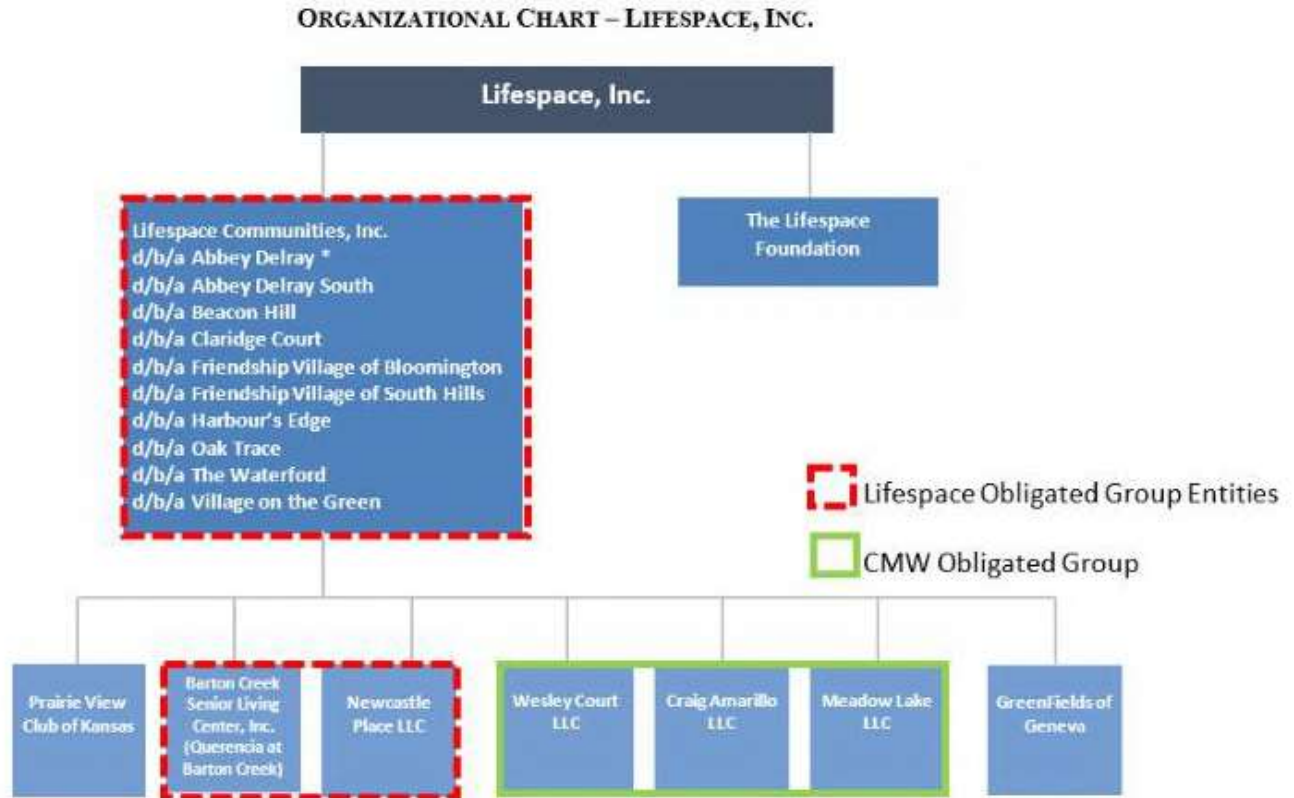 ORGANIZATIONAL CHART – LIFESPACE, INC.
Lifespace, Inc.
Lifespace Communities, Inc.
d/b/a Abbey Delray *
d/b/a Abbey Delray South
d/b/a Beacon Hill
d/b/a Claridge Court
d/b/a Friendship Village of Bloomington
d/b/a Friendship Village of South Hills
d/b/a Harbour's Edge
d/b/a Oak Trace
d/b/a The Waterford
d/b/a Village on the Green
The Lifespace
Foundation
Lifespace Obligated Group Entities
CMW Obligated Group
Prairie View
Club of Kansas
Barton Creek
Senior Living
Center, Inc.
(Querencia at
Barton Creek)
Newcastle
Place LLC
Wesley Court
LLC
Craig Amarillo
LLC
Meadow Lake
LLC
GreenFields of
Geneva